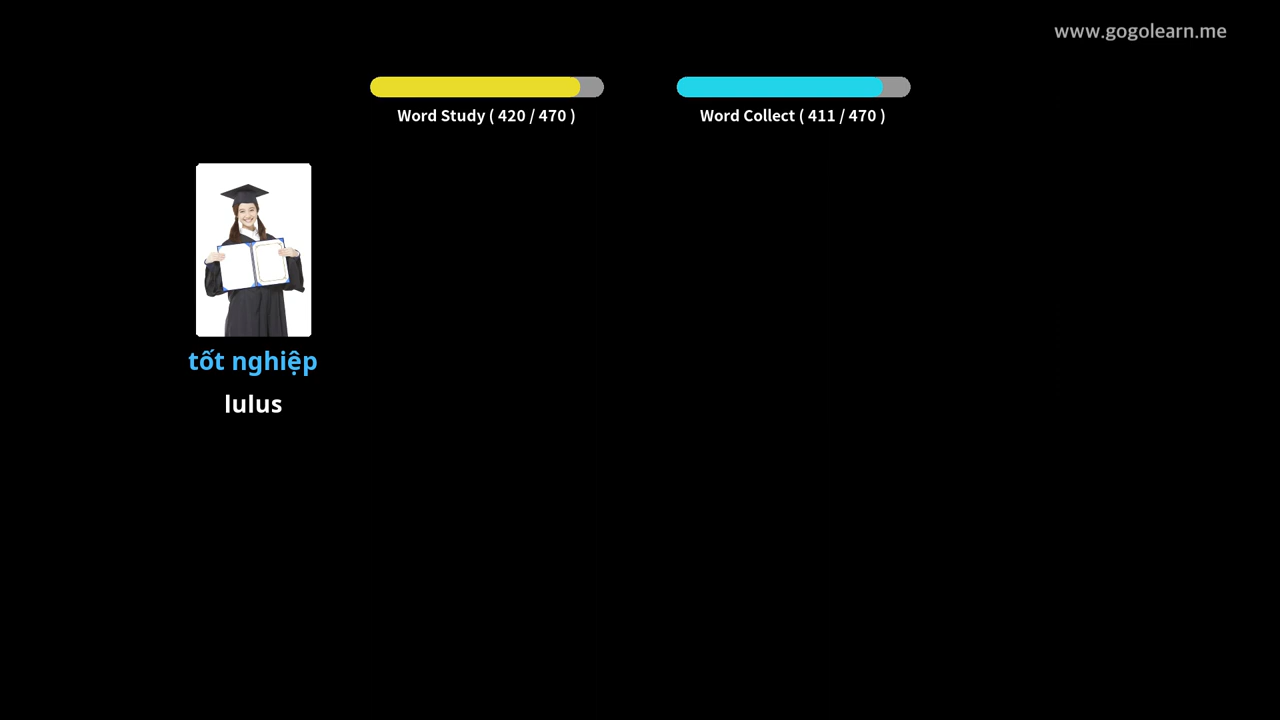 www.gogolearn.me
Word Study ( 420 / 470 )
Word Collect ( 411 / 470 )
tốt nghiệp
lulus